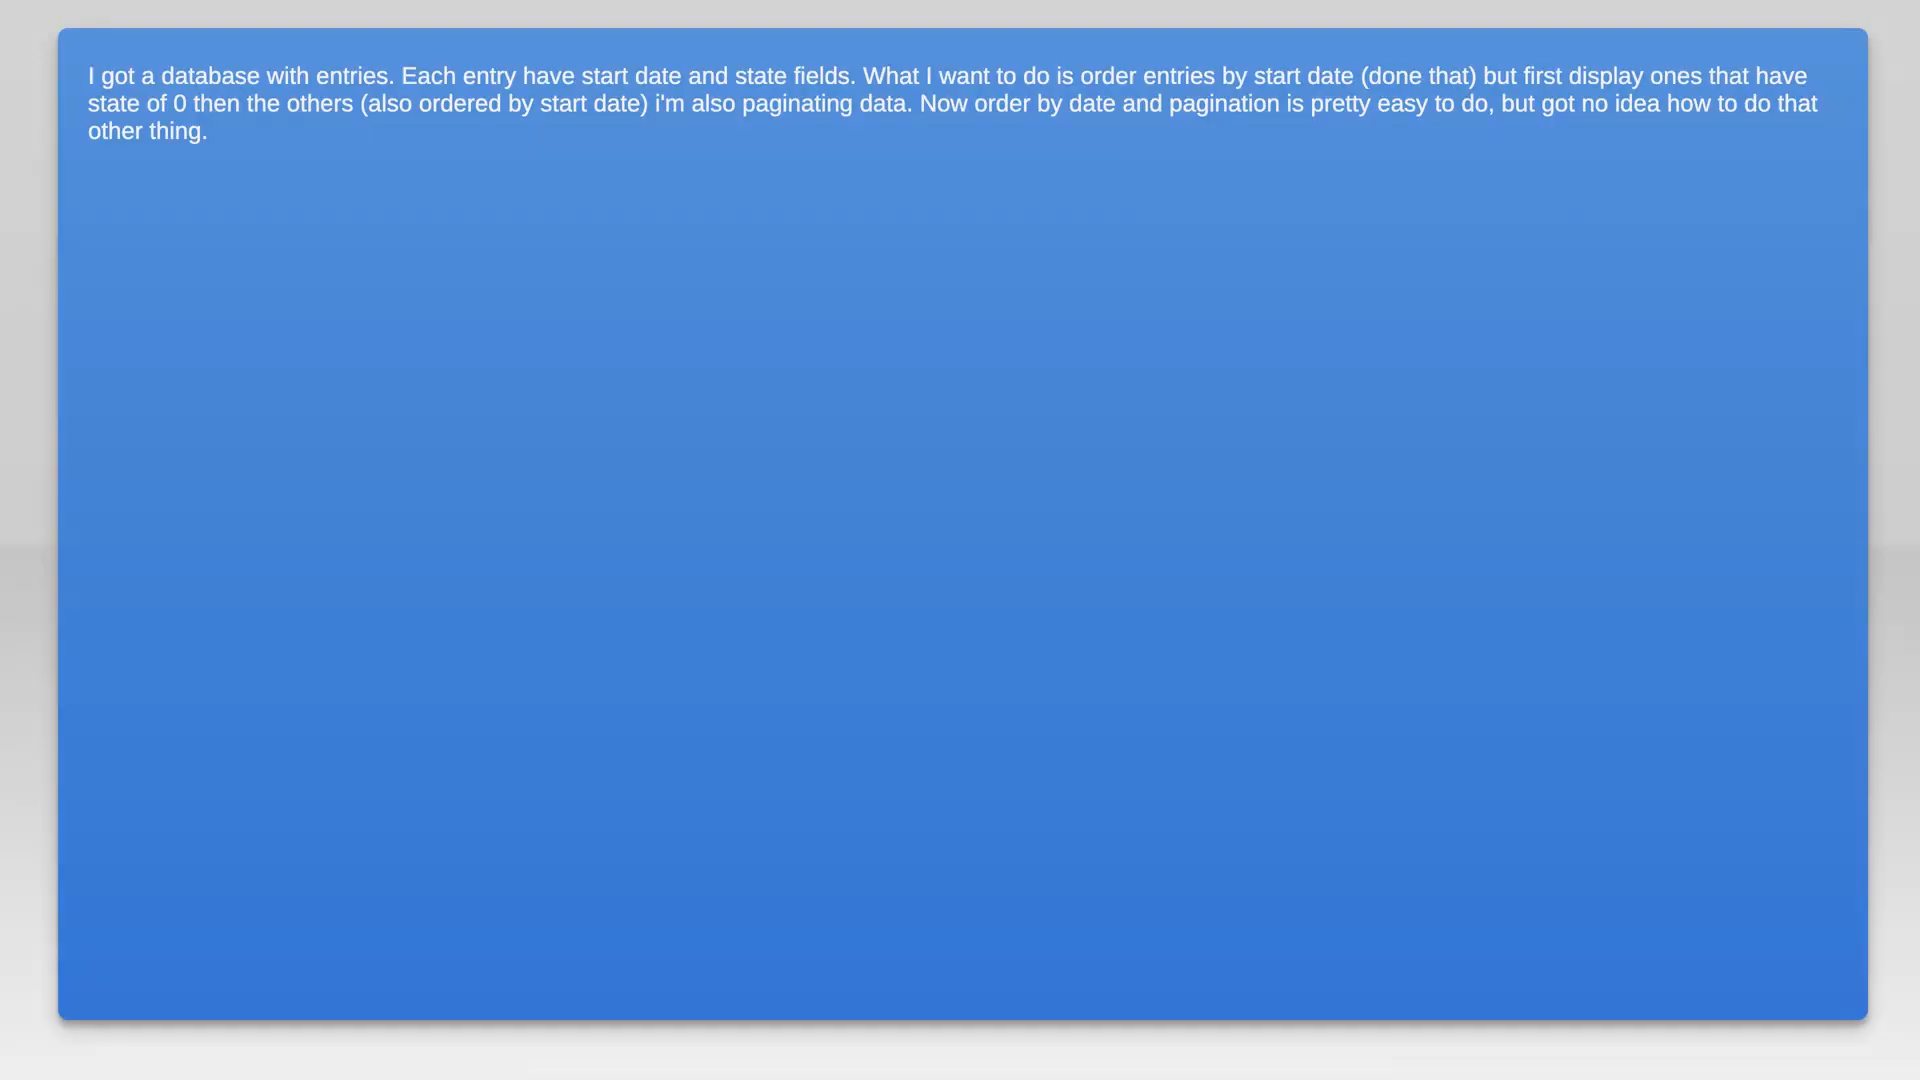 I got a database with entries. Each entry have start date and state fields. What I want to do is order entries by start date (done that) but first display ones that have
state of 0 then the others (also ordered by start date) i'm also paginating data. Now order by date and pagination is pretty easy to do, but got no idea how to do that
other thing.